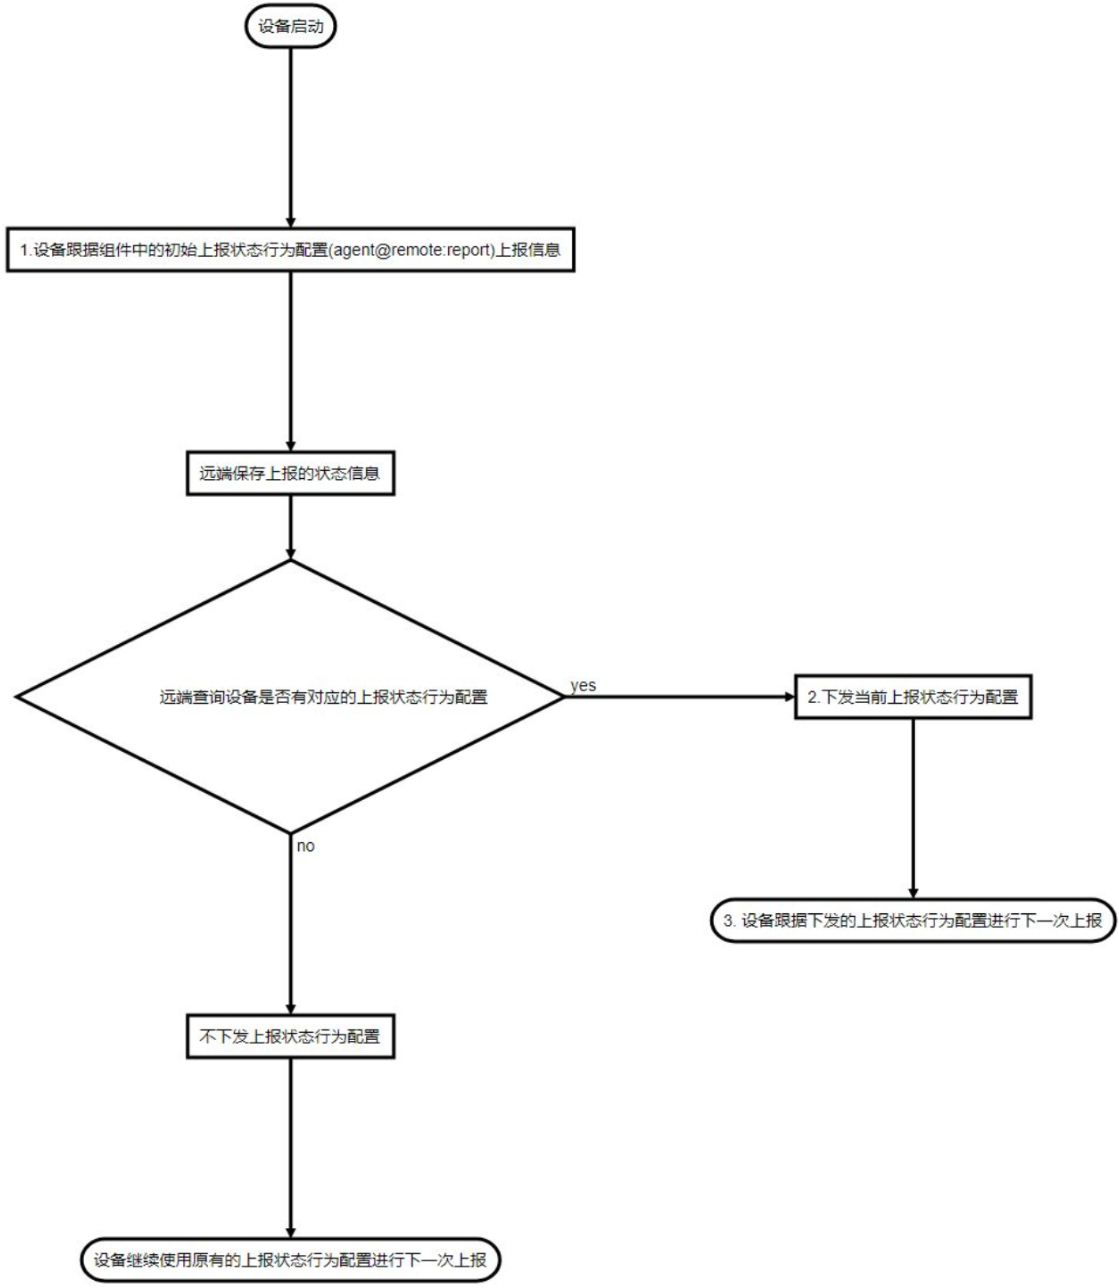 设备启动
1.设备跟据组件中的初始上报状态行为配置(agent@remote:report)上报信息
远端保存上报的状态信息
远端查询设备是否有对应的上报状态行为配置
yes
2.下发当前上报状态行为配置
3. 设备跟据下发的上报状态行为配置进行下一次上报
no
不下发上报状态行为配置
设备继续使用原有的上报状态行为配置进行下一次上报